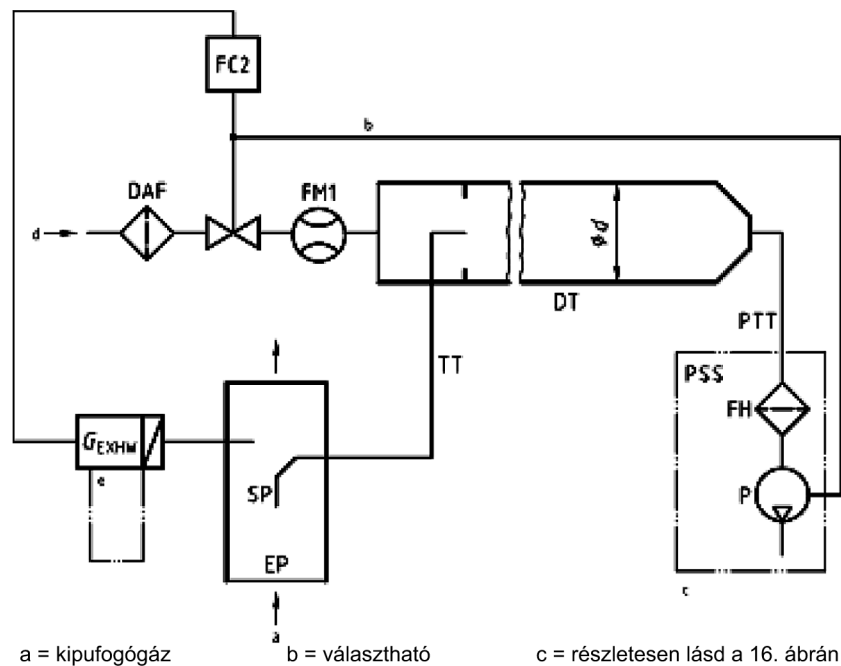 FC2
b
DAF
FM1
d
ød
DT
PTT
TT
PSS
FH
G_EXHW
e
SP
P
EP
c
a
a = kipufogógáz b = választható c = részletesen lásd a 16. ábrán